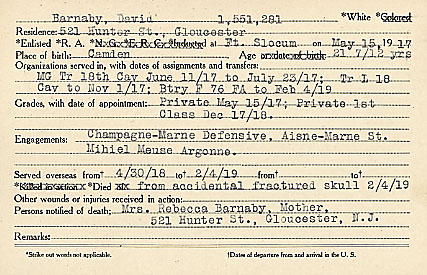 Barnaby, David 1,551,281 *White *Colored
Residence: 521 Hunter St., Gloucester
*Enlisted *R. A. *N. G. *E. R. C. *Inducted at Ft. Slocum on May 15, 1917
Place of birth: Camden Age or date of birth: 21 7/12 yrs
Organizations served in, with dates of assignments and transfers:
MG Tr 18th Cay June 11/17 to July 23/17; Tr L 18
Cav to Nov 1/17; Btry F 76 FA to Feb 4/19
Grades, with date of appointment: Private May 15/17; Private 1st
Class Dec 17/18.
Engagements: Champagne-Marne Defensive, Aisne-Marne St.
Mihiel Meuse Argonne.
Served overseas from† 4/30/18 to† 2/4/19 from† to†
*Killed in action *Died of from accidental fractured skull 2/4/19
Other wounds or injuries received in action:
Persons notified of death: Mrs. Rebecca Barnaby, Mother,
521 Hunter St., Gloucester, N. J.
Remarks:
*Strike out words not applicable. †Dates of departure from and arrival in the U. S.